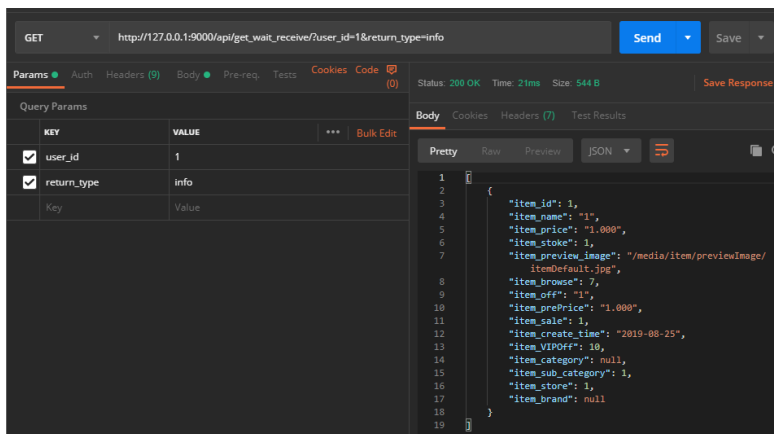 GET http://127.0.0.1:9000/api/get_wait_receive/?user_id=1&return_type=info Send Save
Params Auth Headers (9) Body Pre-req. Tests Cookies Code (0)
Query Params
KEY VALUE ••• Bulk Edit
user_id 1
return_type info
Key Value
Status: 200 OK Time: 21ms Size: 544 B Save Response
Body Cookies Headers (7) Test Results
Pretty Raw Preview JSON
1 [
2 {
3 "item_id": 1,
4 "item_name": "1",
5 "item_price": "1.000",
6 "item_stoke": 1,
7 "item_preview_image": "/media/item/previewImage/
itemDefault.jpg",
8 "item_browse": 7,
9 "item_off": "1",
10 "item_prePrice": "1.000",
11 "item_sale": 1,
12 "item_create_time": "2019-08-25",
13 "item_VIPOff": 10,
14 "item_category": null,
15 "item_sub_category": 1,
16 "item_store": 1,
17 "item_brand": null
18 }
19 ]